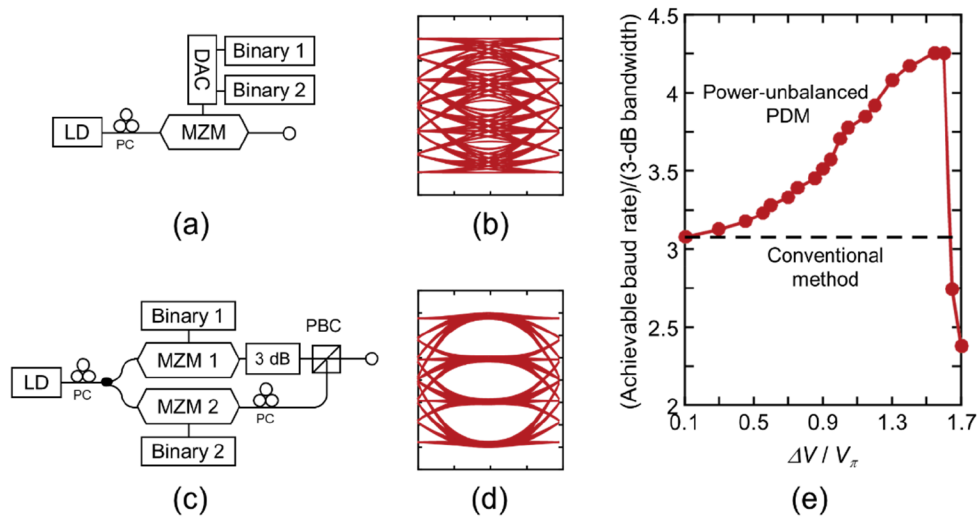 Binary 1
DAC
Binary 2
LD
PC
MZM
(a)
(b)
Binary 1
PBC
MZM 1
3 dB
LD
PC
MZM 2
PC
Binary 2
(c)
(d)
(Achievable baud rate)/(3-dB bandwidth)
4.5
4
3.5
3
2.5
2
Power-unbalanced
PDM
Conventional
method
0.1 0.5 0.9 1.3 1.7
ΔV / Vπ
(e)